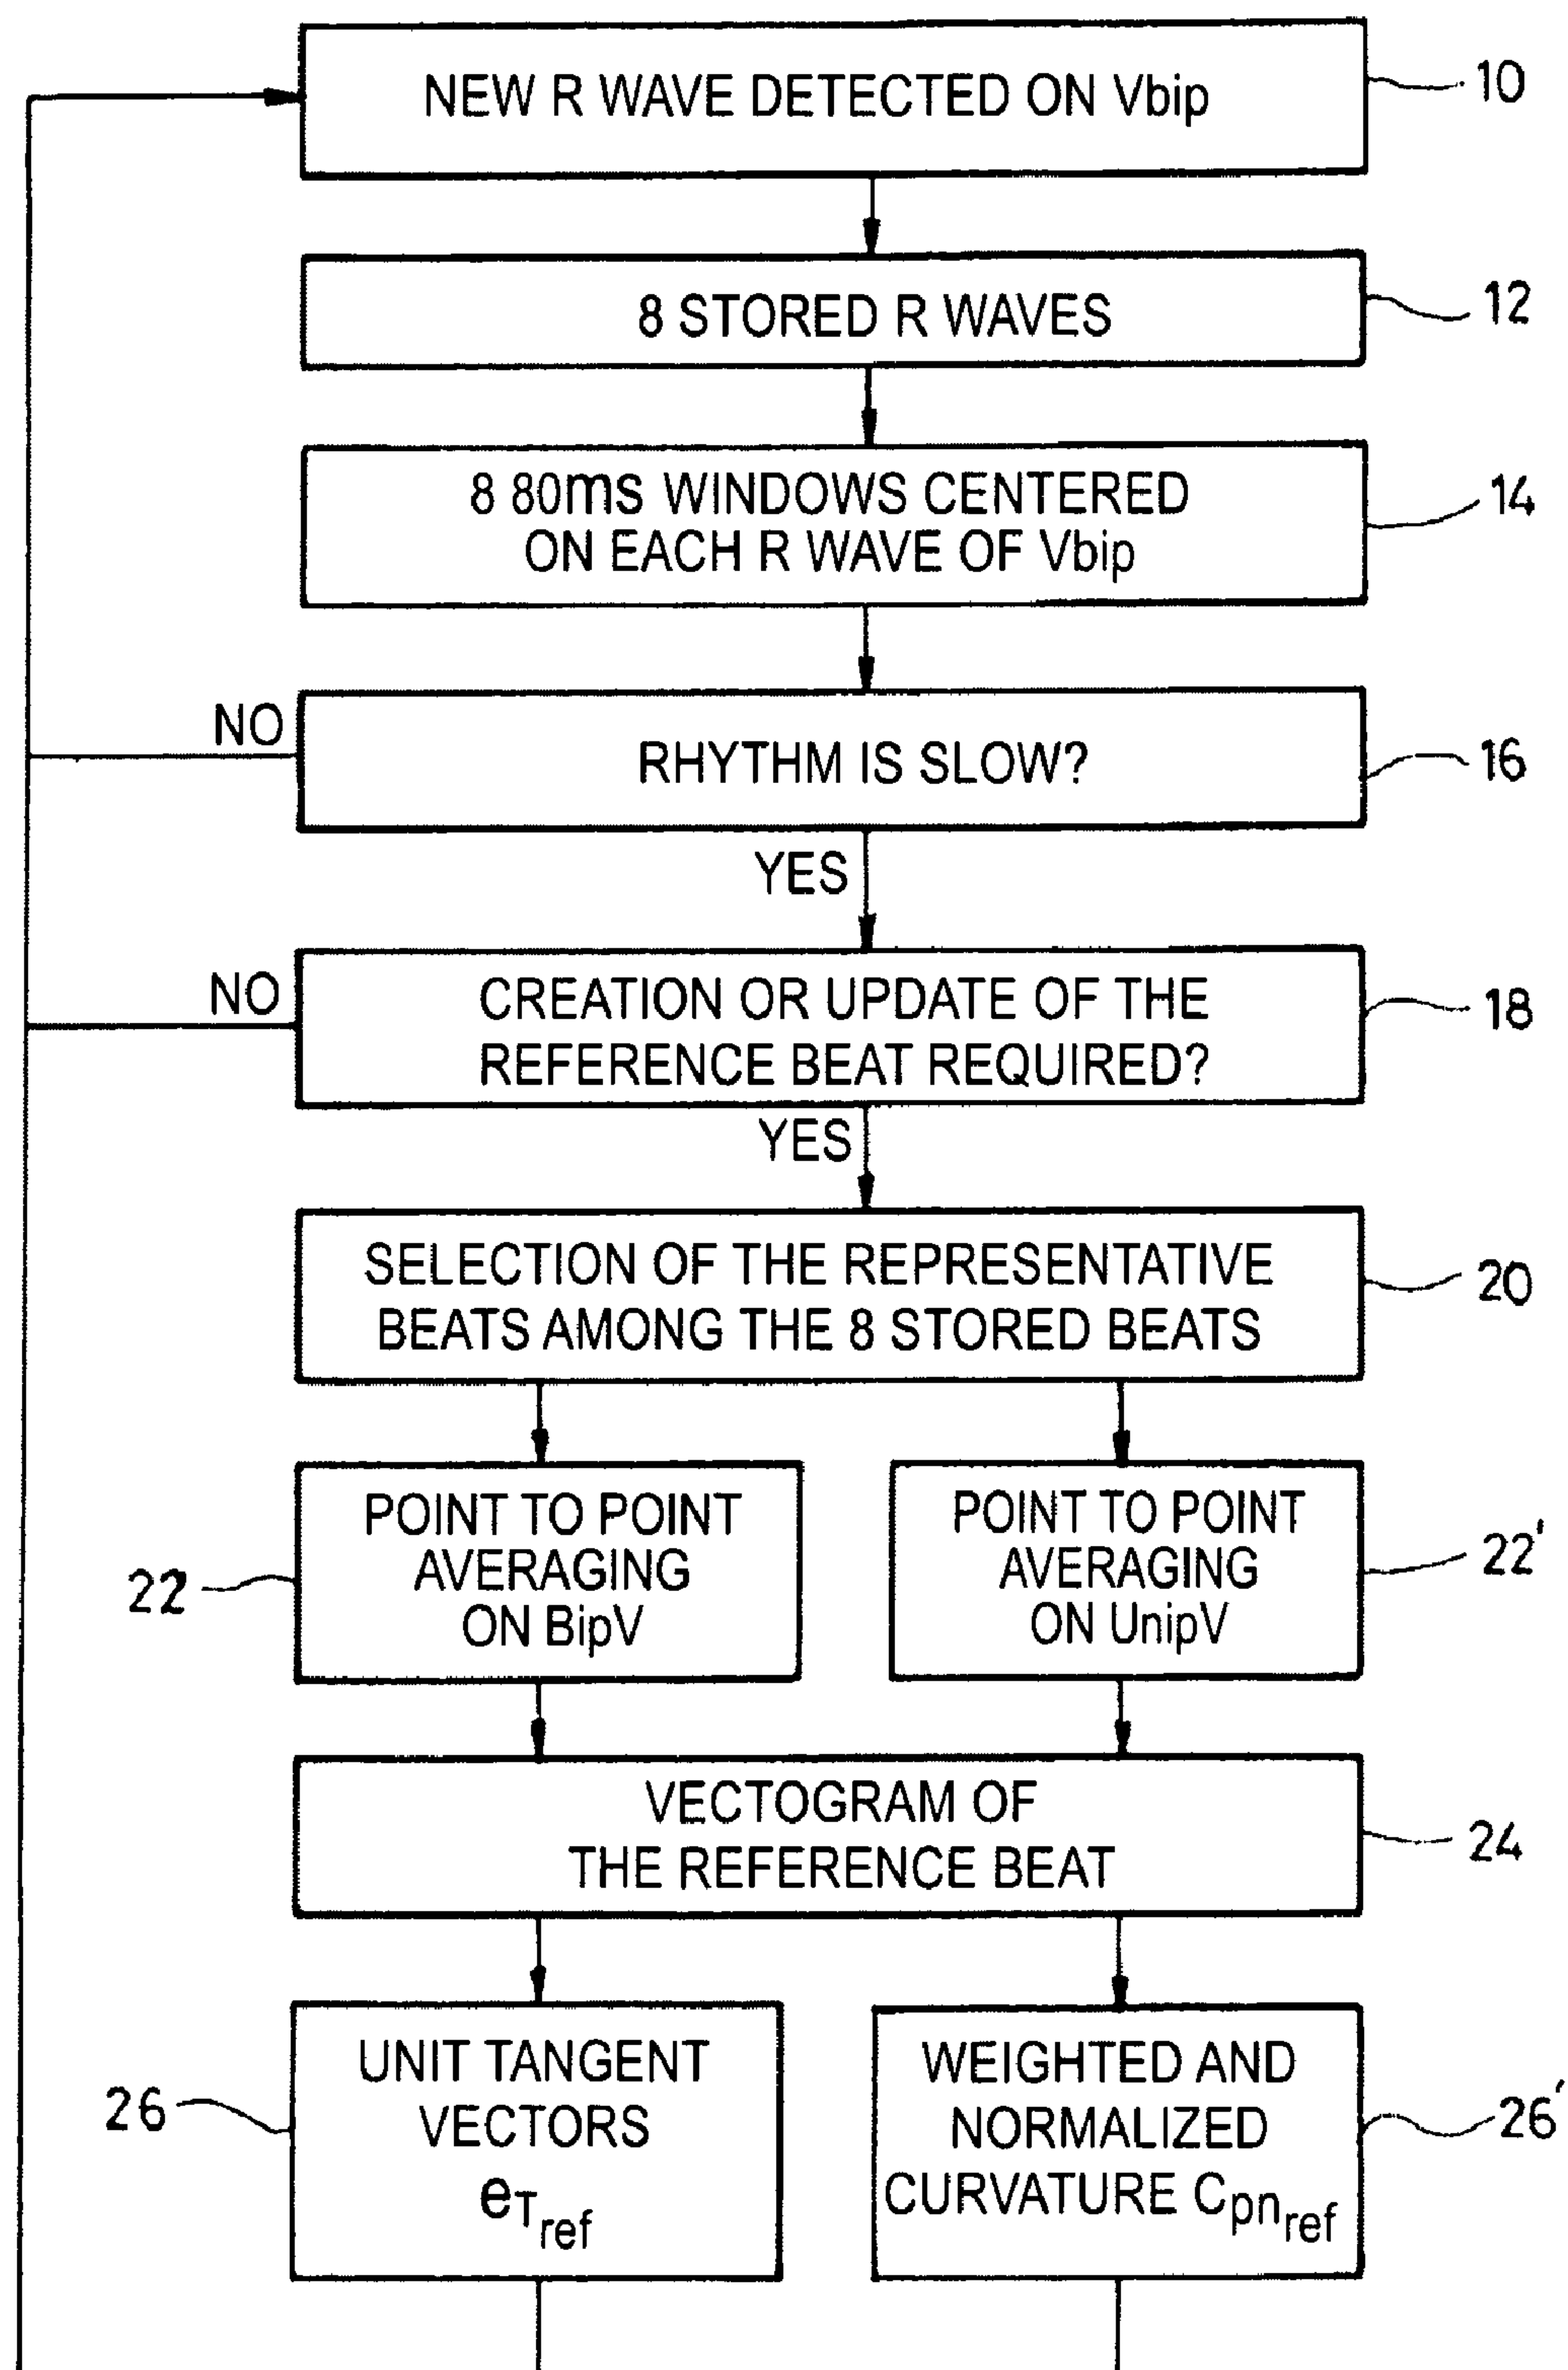 NEW R WAVE DETECTED ON Vbip
10
8 STORED R WAVES
12
8 80ms WINDOWS CENTERED
ON EACH R WAVE OF Vbip
14
NO
RHYTHM IS SLOW?
16
YES
NO
CREATION OR UPDATE OF THE
REFERENCE BEAT REQUIRED?
18
YES
SELECTION OF THE REPRESENTATIVE
BEATS AMONG THE 8 STORED BEATS
20
22
POINT TO POINT
AVERAGING
ON BipV
POINT TO POINT
AVERAGING
ON UnipV
22'
VECTOGRAM OF
THE REFERENCE BEAT
24
26
UNIT TANGENT
VECTORS
eTref
WEIGHTED AND
NORMALIZED
CURVATURE Cpnref
26'